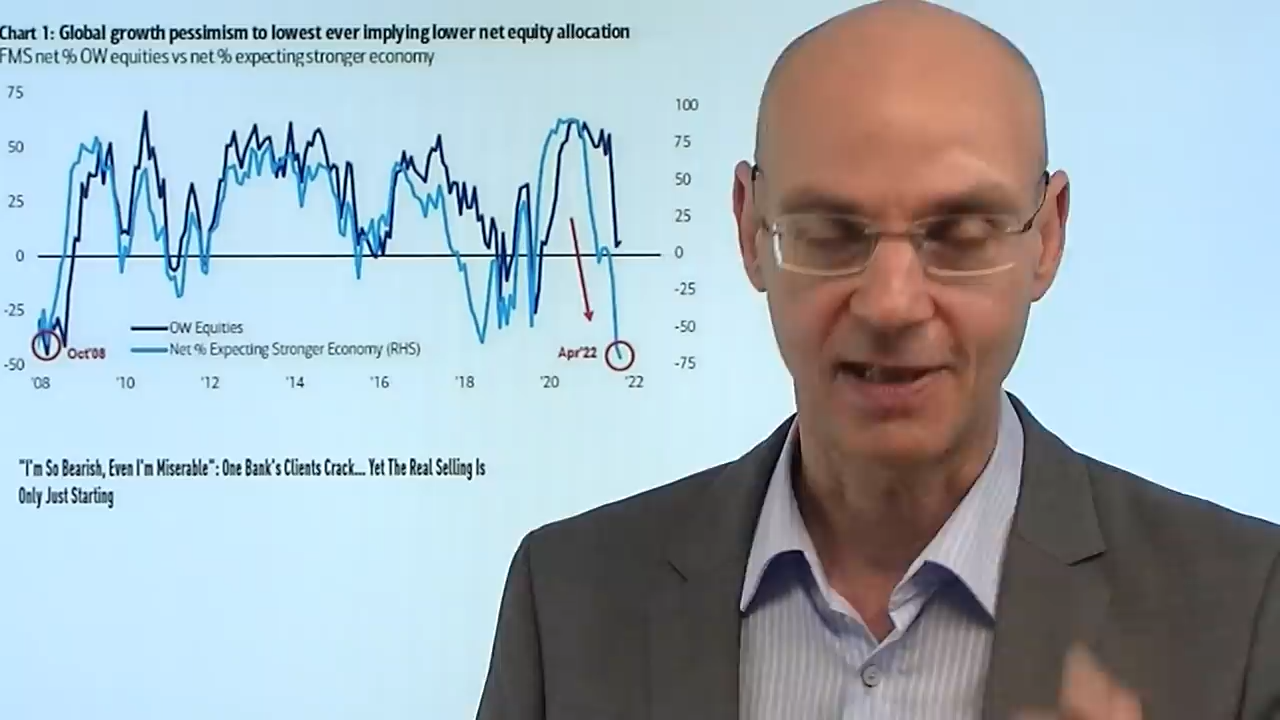 Chart 1: Global growth pessimism to lowest ever implying lower net equity allocation
FMS net % OW equities vs net % expecting stronger economy
75
50
25
0
-25
-50
100
75
50
25
0
-25
-50
-75
OW Equities
Net % Expecting Stronger Economy (RHS)
Oct'08
Apr'22
'08 '10 '12 '14 '16 '18 '20 '22
"I'm So Bearish, Even I'm Miserable": One Bank's Clients Crack... Yet The Real Selling Is
Only Just Starting